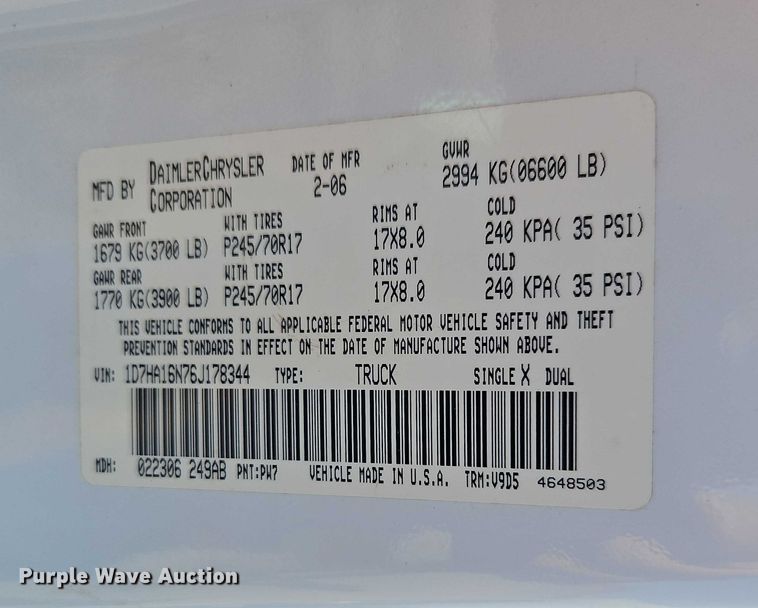 MFD BY DAIMLERCHRYSLER CORPORATION DATE OF MFR 2-06 GVWR 2994 KG(06600 LB)
GAWR FRONT WITH TIRES RIMS AT COLD
1679 KG(3700 LB) P245/70R17 17X8.0 240 KPA( 35 PSI)
GAWR REAR WITH TIRES RIMS AT COLD
1770 KG(3900 LB) P245/70R17 17X8.0 240 KPA( 35 PSI)
THIS VEHICLE CONFORMS TO ALL APPLICABLE FEDERAL MOTOR VEHICLE SAFETY AND THEFT
PREVENTION STANDARDS IN EFFECT ON THE DATE OF MANUFACTURE SHOWN ABOVE.
VIN: 1D7HA16N76J178344 TYPE: TRUCK SINGLE X DUAL
MDH: 022306 249AB PNT:PW7 VEHICLE MADE IN U.S.A. TRM:V9D5 4648503
Purple Wave Auction